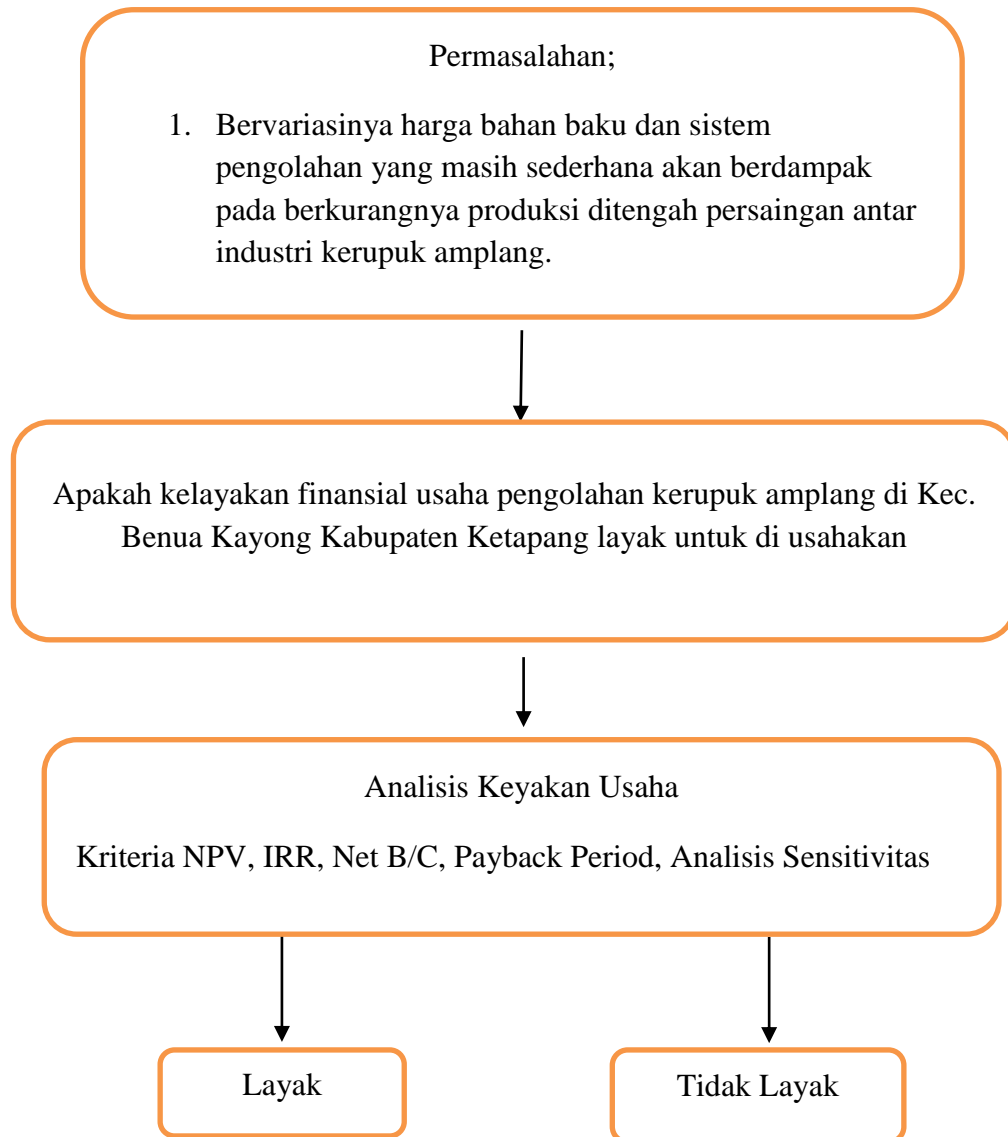 Permasalahan;
1. Bervariasinya harga bahan baku dan sistem
pengolahan yang masih sederhana akan berdampak
pada berkurangnya produksi ditengah persaingan antar
industri kerupuk amplang.
Apakah kelayakan finansial usaha pengolahan kerupuk amplang di Kec.
Benua Kayong Kabupaten Ketapang layak untuk di usahakan
Analisis Keyakan Usaha
Kriteria NPV, IRR, Net B/C, Payback Period, Analisis Sensitivitas
Layak
Tidak Layak